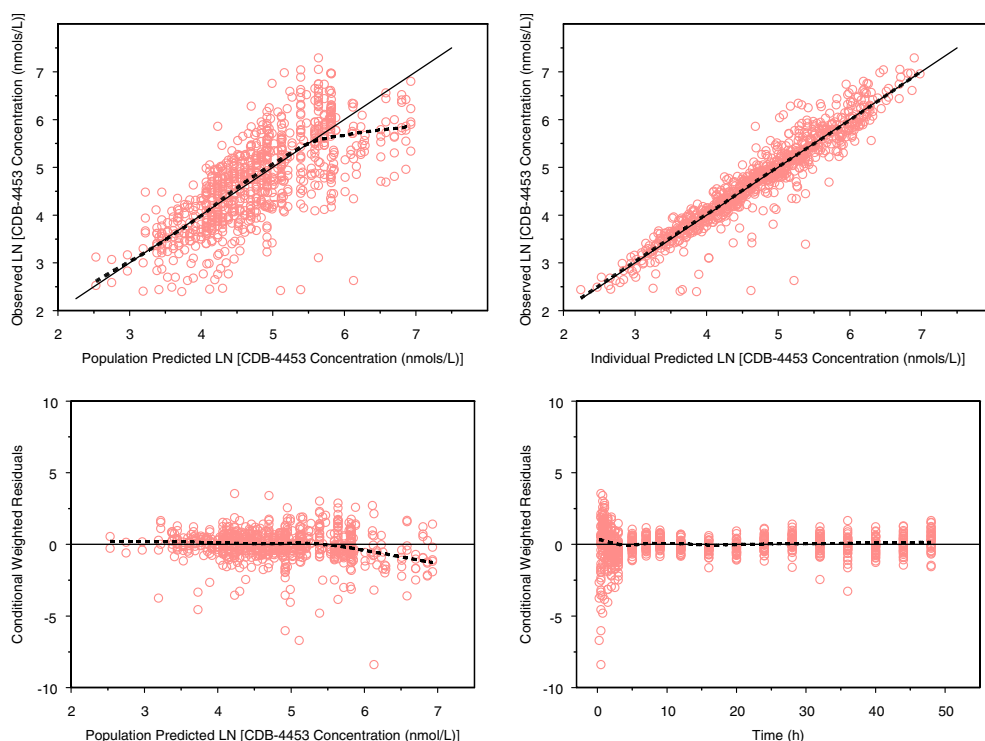 Observed LN [CDB-4453 Concentration (nmols/L)]
7
6
5
4
3
2
2 3 4 5 6 7
Population Predicted LN [CDB-4453 Concentration (nmols/L)]
Observed LN [CDB-4453 Concentration (nmols/L)]
7
6
5
4
3
2
2 3 4 5 6 7
Individual Predicted LN [CDB-4453 Concentration (nmols/L)]
Conditional Weighted Residuals
10
5
0
-5
-10
2 3 4 5 6 7
Population Predicted LN [CDB-4453 Concentration (nmol/L)]
Conditional Weighted Residuals
10
5
0
-5
-10
0 10 20 30 40 50
Time (h)